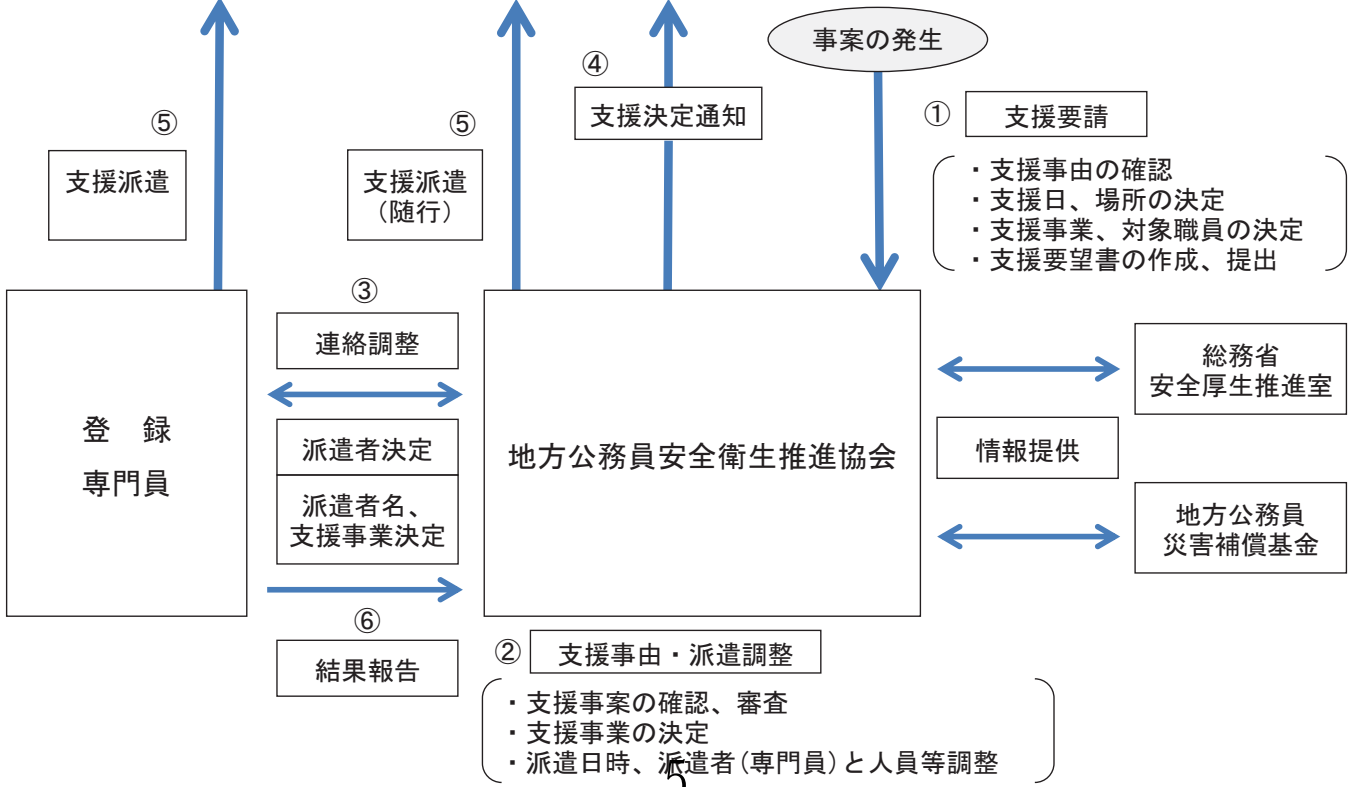 事案の発生
④
支援決定通知
①
支援要請
・支援事由の確認
・支援日、場所の決定
・支援事業、対象職員の決定
・支援要望書の作成、提出
⑤
支援派遣
⑤
支援派遣
(随行)
③
連絡調整
登　録
専門員
派遣者決定
派遣者名、
支援事業決定
地方公務員安全衛生推進協会
総務省
安全厚生推進室
情報提供
地方公務員
災害補償基金
⑥
結果報告
②
支援事由・派遣調整
・支援事案の確認、審査
・支援事業の決定
・派遣日時、派遣者(専門員)と人員等調整
5